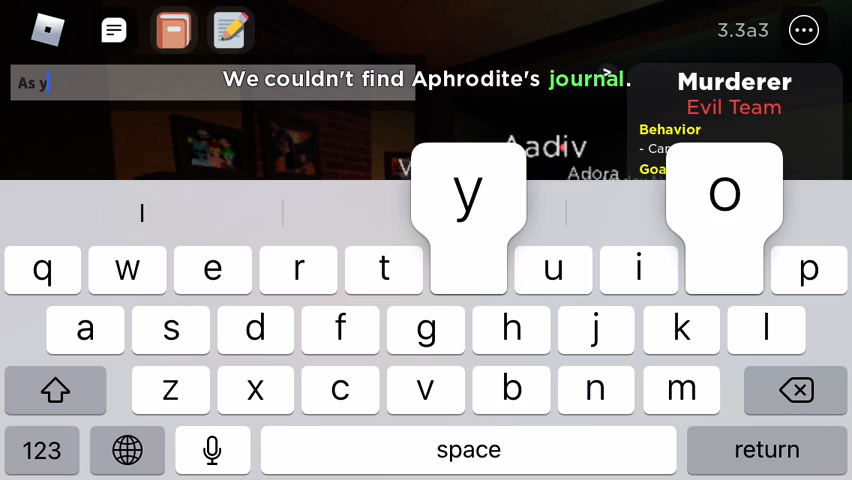 3.3a3
As y
We couldn't find Aphrodite's journal.
Murderer
Evil Team
Behavior
Aadiv
Adora
I
y
o
q w e r t u i p
a s d f g h j k l
z x c v b n m
123 space return